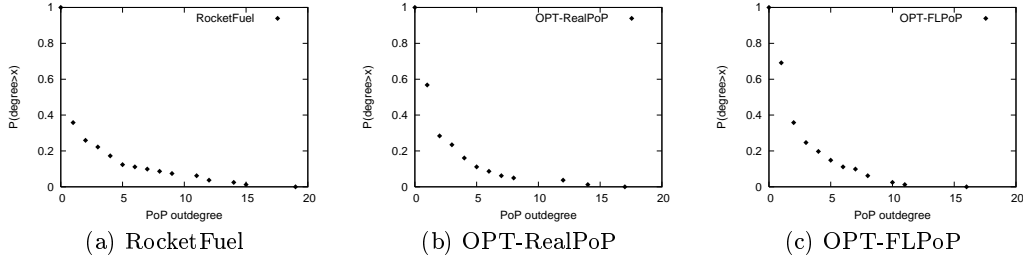 RocketFuel
1
0.8
0.6
0.4
0.2
0
P(degree>x)
0 5 10 15 20
PoP outdegree
(a) RocketFuel
OPT-RealPoP
1
0.8
0.6
0.4
0.2
0
P(degree>x)
0 5 10 15 20
PoP outdegree
(b) OPT-RealPoP
OPT-FLPoP
1
0.8
0.6
0.4
0.2
0
P(degree>x)
0 5 10 15 20
PoP outdegree
(c) OPT-FLPoP